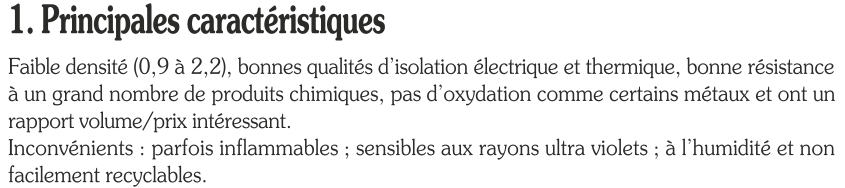 1. Principales caractéristiques
Faible densité (0,9 à 2,2), bonnes qualités d'isolation électrique et thermique, bonne résistance
à un grand nombre de produits chimiques, pas d'oxydation comme certains métaux et ont un
rapport volume/prix intéressant.
Inconvénients : parfois inflammables ; sensibles aux rayons ultra violets ; à l'humidité et non
facilement recyclables.